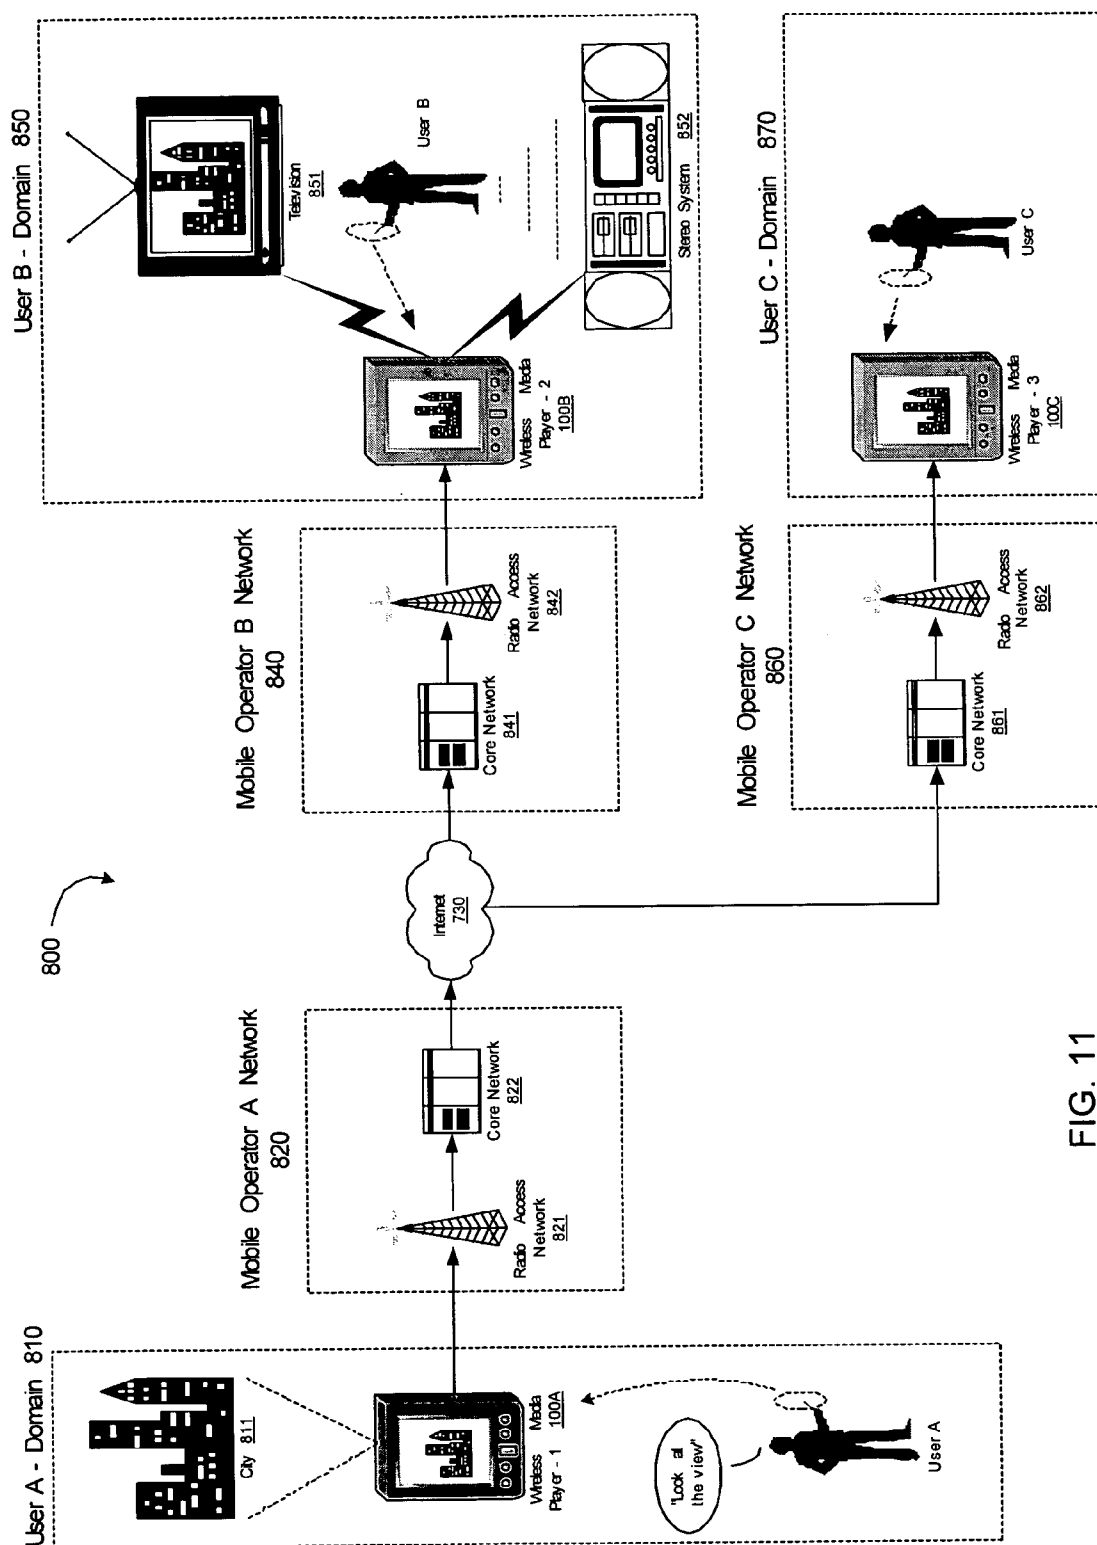 800
User A - Domain 810
City 811
Wireless Media
Player - 1 100A
"Look at
the view"
User A
Mobile Operator A Network
820
Radio Access
Network
821
Core Network
822
Internet
730
Mobile Operator B Network
840
Core Network
841
Radio Access
Network
842
User B - Domain 850
Television
851
User B
Wireless Media
Player - 2
100B
Stereo System 852
Mobile Operator C Network
860
Core Network
861
Radio Access
Network
862
User C - Domain 870
Wireless Media
Player - 3
100C
User C
FIG. 11